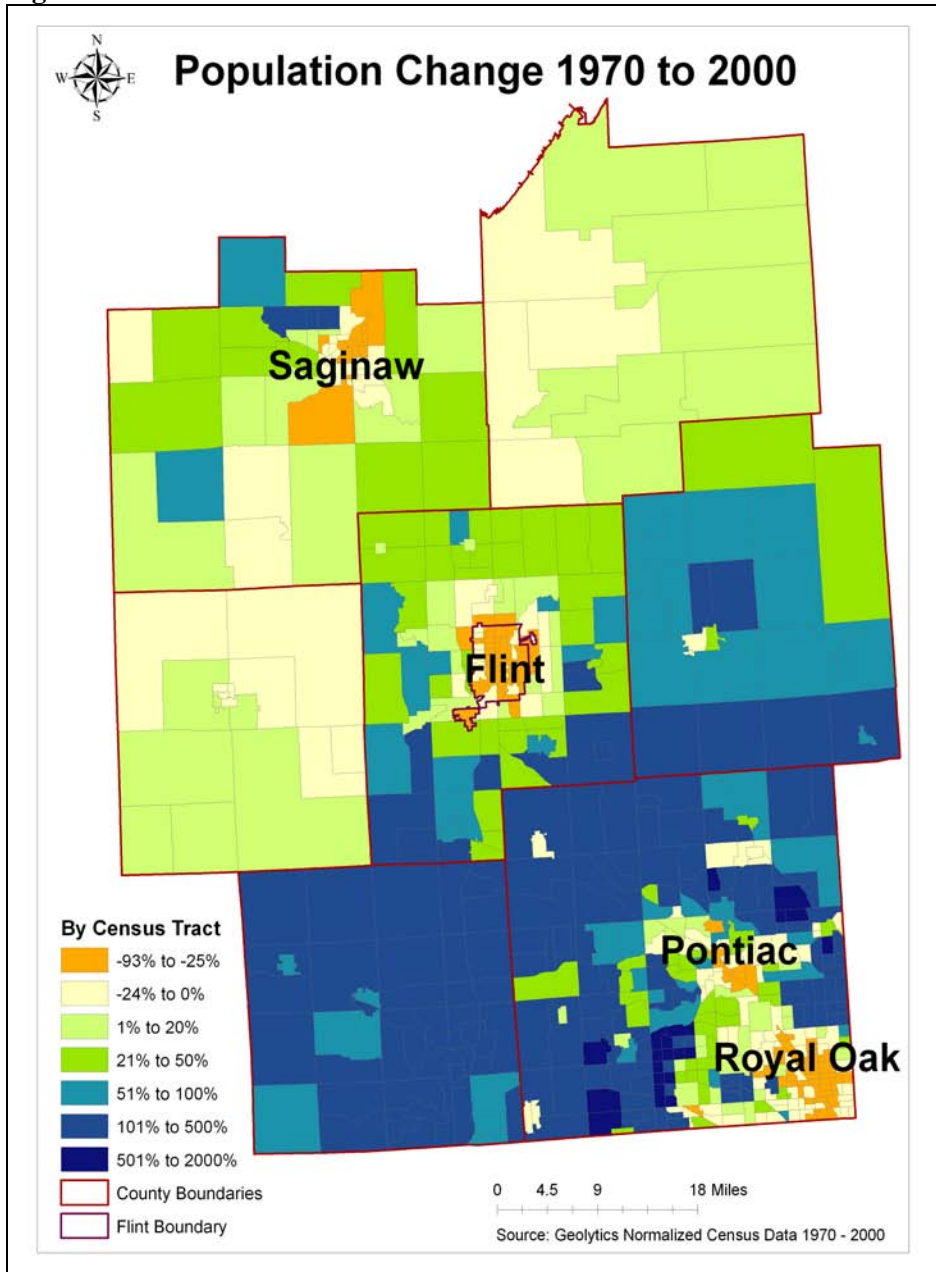 N
W E
S
Population Change 1970 to 2000
Saginaw
Flint
Pontiac
Royal Oak
By Census Tract
-93% to -25%
-24% to 0%
1% to 20%
21% to 50%
51% to 100%
101% to 500%
501% to 2000%
County Boundaries
Flint Boundary
0 4.5 9 18 Miles
Source: Geolytics Normalized Census Data 1970 - 2000